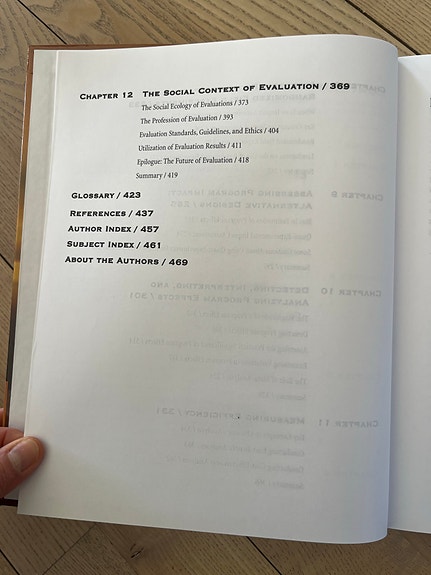 Chapter 12 The Social Context of Evaluation / 369
The Social Ecology of Evaluations / 373
The Profession of Evaluation / 393
Evaluation Standards, Guidelines, and Ethics / 404
Utilization of Evaluation Results / 411
Epilogue: The Future of Evaluation / 418
Summary / 419
Glossary / 423
References / 437
Author Index / 457
Subject Index / 461
About the Authors / 469